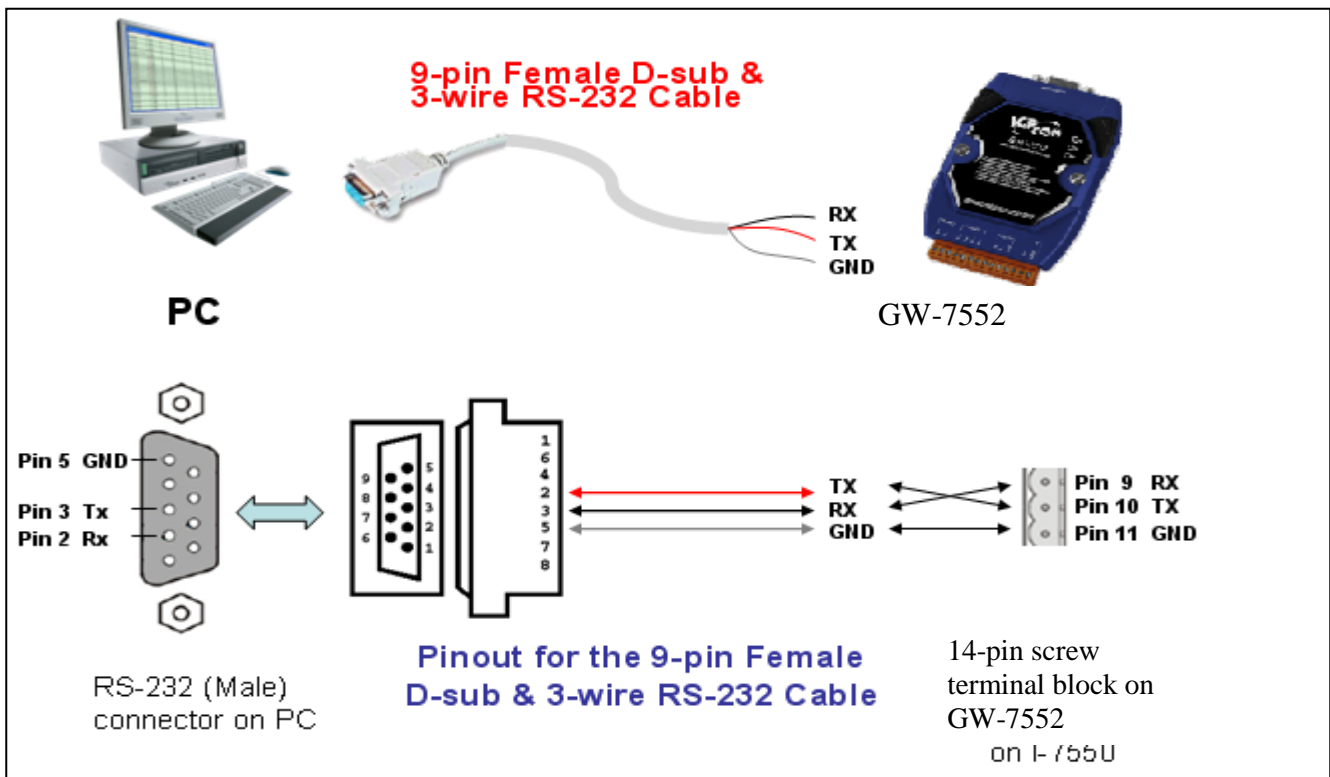 9-pin Female D-sub &
3-wire RS-232 Cable
RX
TX
GND
PC
GW-7552
Pin 5 GND
Pin 3 Tx
Pin 2 Rx
5
9
4
8
3
7
2
6
1
1
6
4
2
3
5
7
8
TX
RX
GND
Pin 9 RX
Pin 10 TX
Pin 11 GND
RS-232 (Male)
connector on PC
Pinout for the 9-pin Female
D-sub & 3-wire RS-232 Cable
14-pin screw
terminal block on
GW-7552
on I-7550